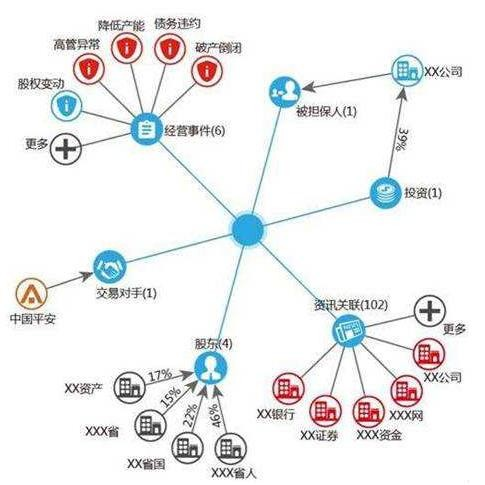 降低产能
债务违约
高管异常
破产倒闭
股权变动
经营事件(6)
更多
XX公司
被担保人(1)
39%
投资(1)
交易对手(1)
中国平安
资讯关联(102)
更多
XX公司
XXX网
XXX资金
XX证券
XX银行
股东(4)
17%
XX资产
15%
XXX省
22%
XX省国
46%
XXX省人